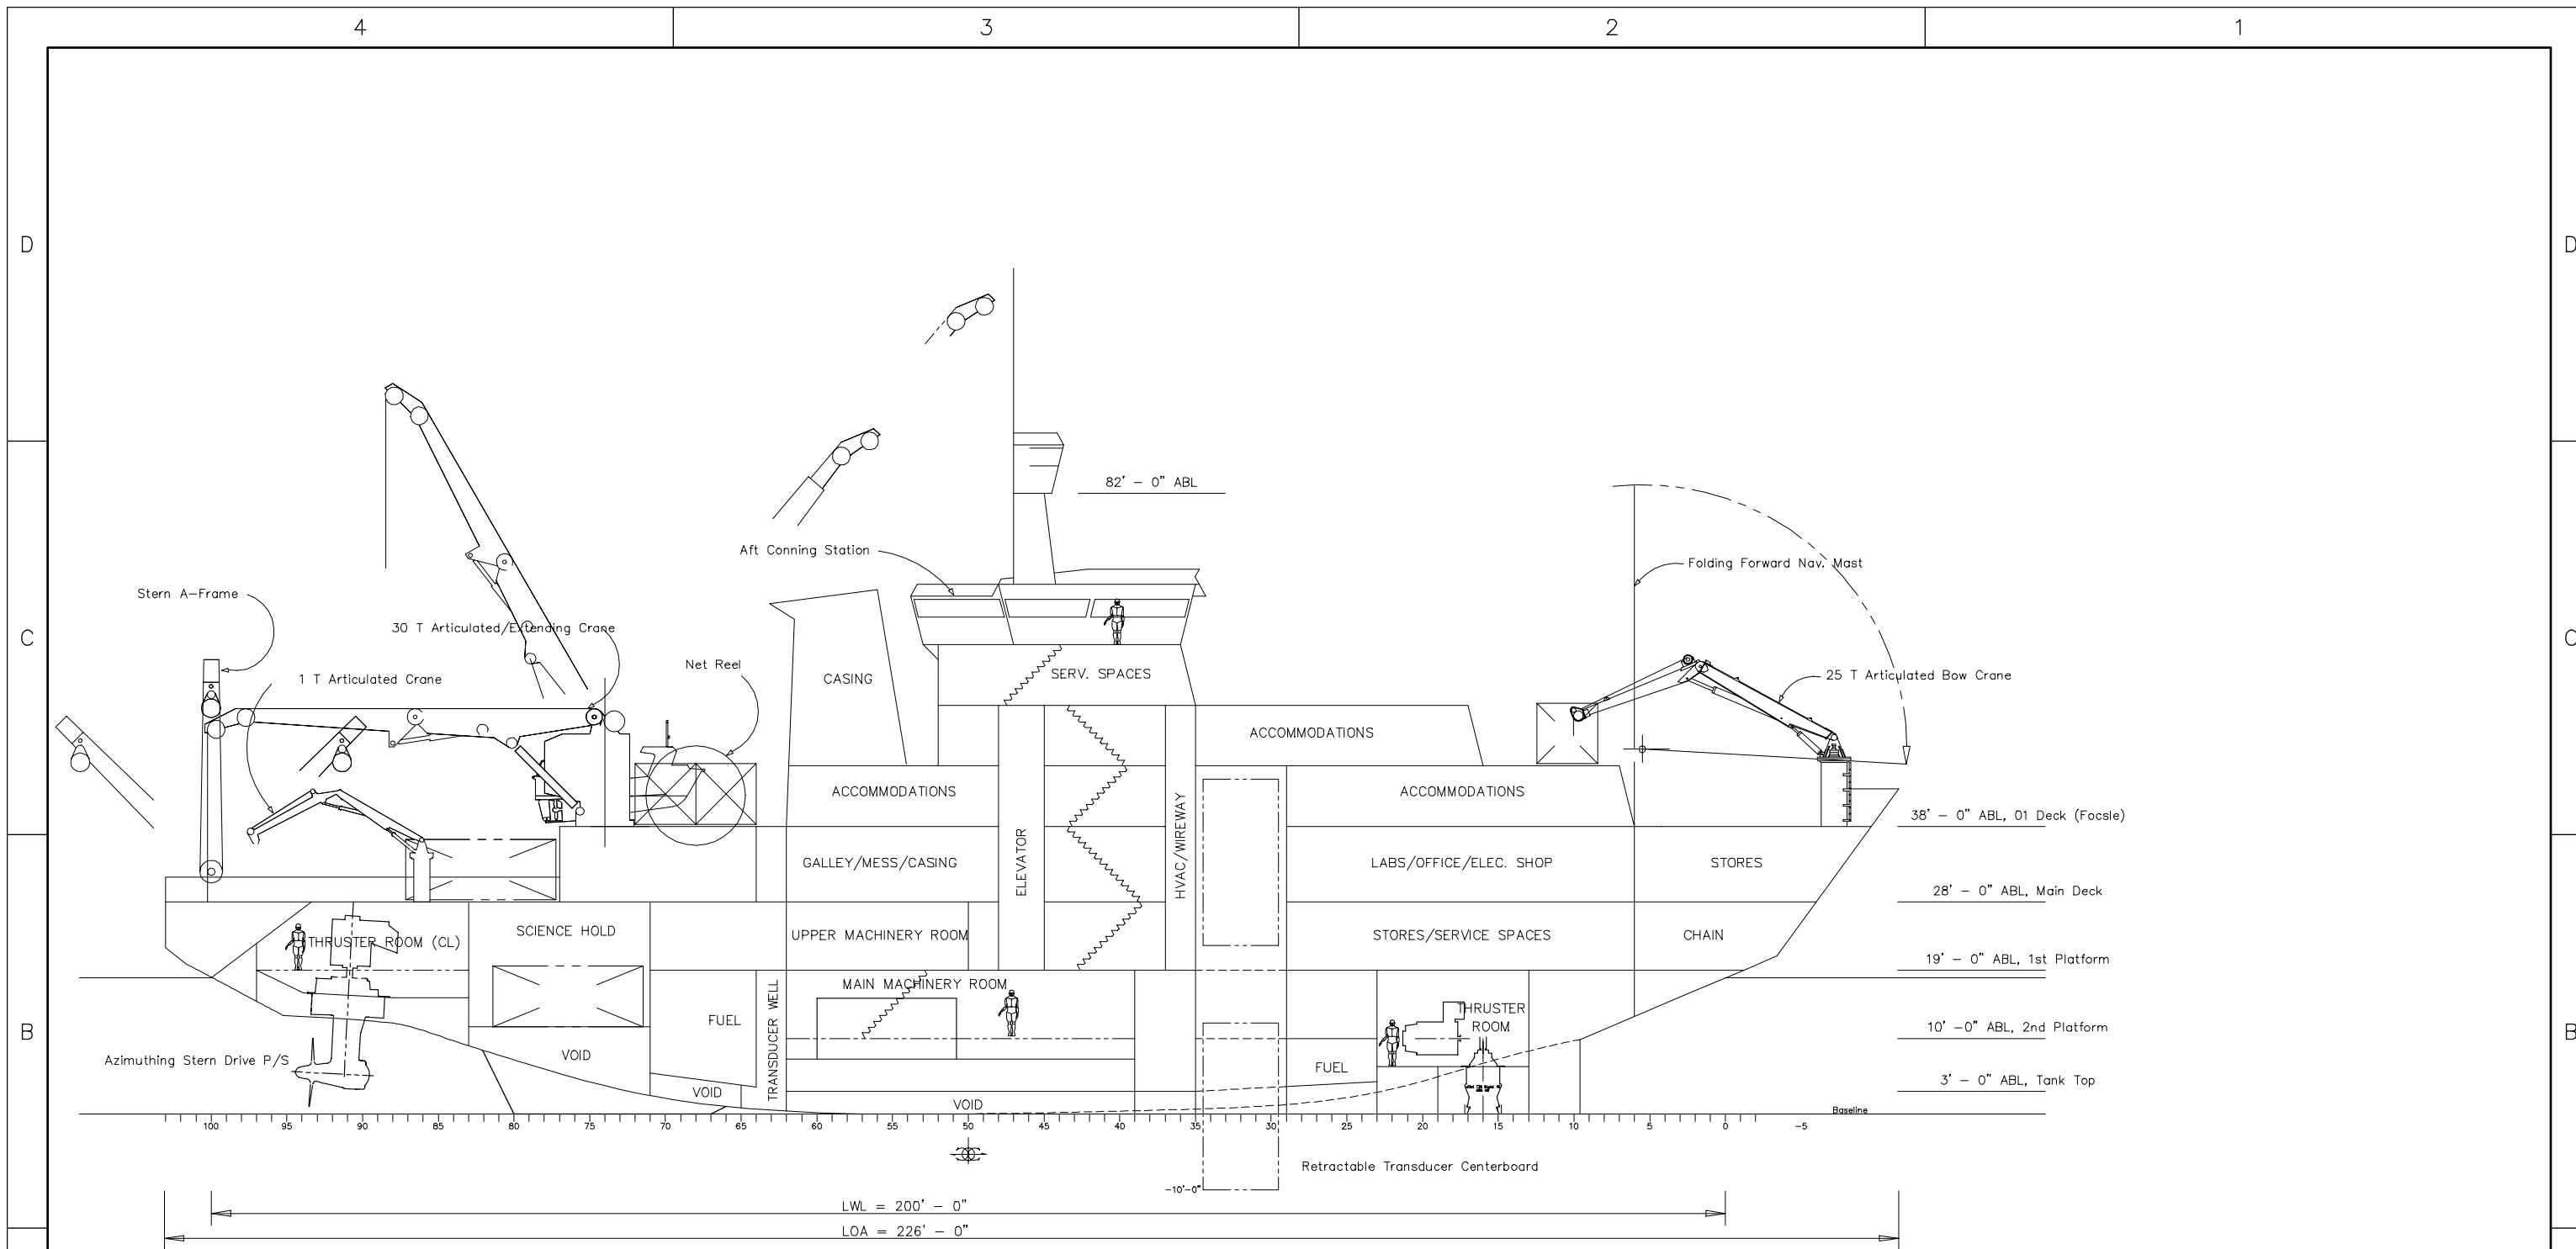 4 3 2 1
D D
82' - 0" ABL
Aft Conning Station
Folding Forward Nav. Mast
Stern A-Frame
30 T Articulated/Extending Crane
C C
Net Reel
1 T Articulated Crane
CASING
SERV. SPACES
25 T Articulated Bow Crane
ACCOMMODATIONS
ACCOMMODATIONS
ACCOMMODATIONS
38' - 0" ABL, 01 Deck (Focsle)
GALLEY/MESS/CASING
ELEVATOR
HVAC/WIREWAY
LABS/OFFICE/ELEC. SHOP
STORES
28' - 0" ABL, Main Deck
THRUSTER ROOM (CL)
SCIENCE HOLD
UPPER MACHINERY ROOM
STORES/SERVICE SPACES
CHAIN
19' - 0" ABL, 1st Platform
MAIN MACHINERY ROOM
TRANSDUCER WELL
FUEL
THRUSTER
ROOM
10' -0" ABL, 2nd Platform
B B
Azimuthing Stern Drive P/S
VOID
FUEL
3' - 0" ABL, Tank Top
VOID
VOID
Baseline
100 95 90 85 80 75 70 65 60 55 50 45 40 35 30 25 20 15 10 5 0 -5
Retractable Transducer Centerboard
-10'-0"
LWL = 200' - 0"
LOA = 226' - 0"